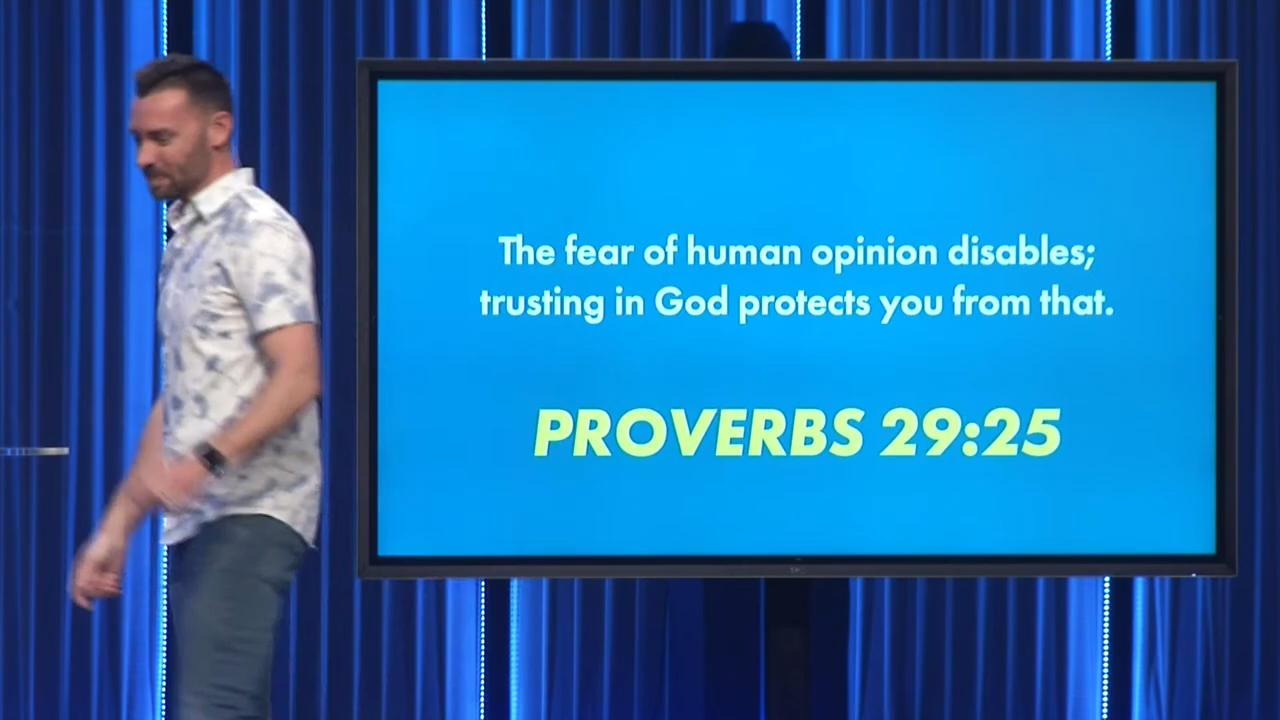 The fear of human opinion disables;
trusting in God protects you from that.
PROVERBS 29:25